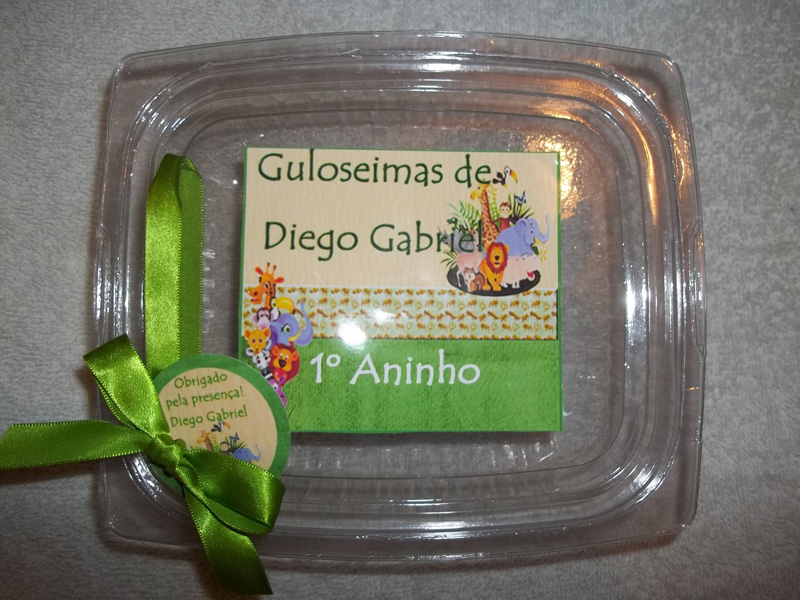 Guloseimas de
Diego Gabriel
1º Aninho
Obrigado
pela presença!
Diego Gabriel